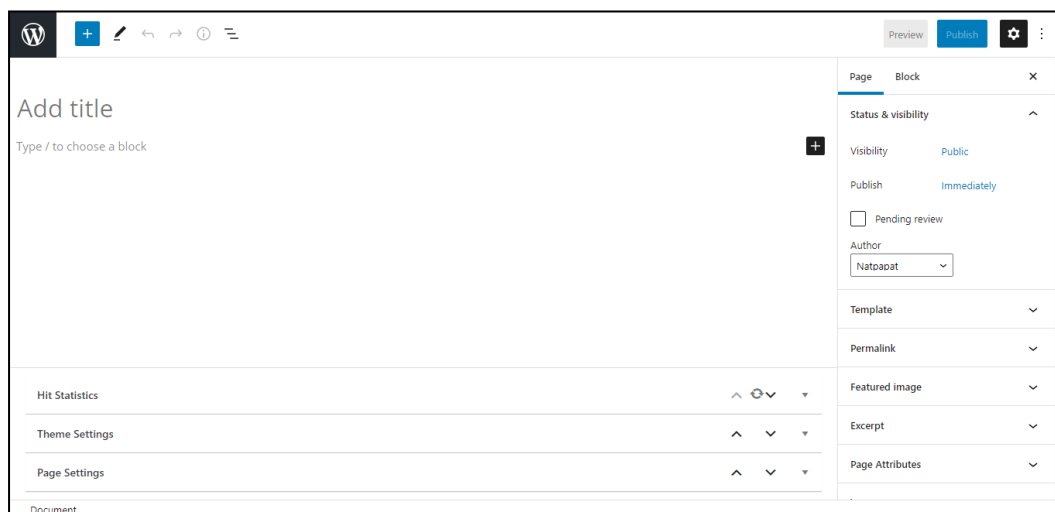 Preview Publish
Page Block
Add title
Status & visibility
Type / to choose a block
Visibility Public
Publish Immediately
Pending review
Author
Natpapat
Template
Permalink
Featured image
Excerpt
Page Attributes
Hit Statistics
Theme Settings
Page Settings
Document